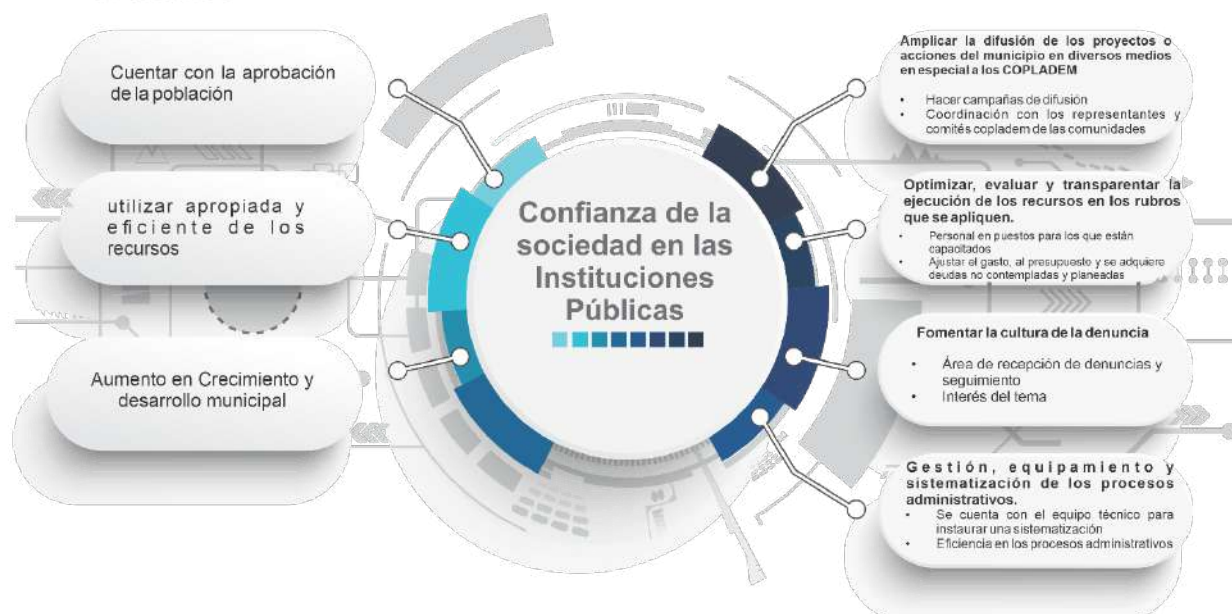 Cuentar con la aprobación
de la población
utilizar apropiada y
eficiente de los
recursos
Aumento en Crecimiento y
desarrollo municipal
Confianza de la
sociedad en las
Instituciones
Públicas
Amplicar la difusión de los proyectos o
acciones del municipio en diversos medios
en especial a los COPLADEM
• Hacer campañas de difusión
• Coordinación con los representantes y
comités copladem de las comunidades
Optimizar, evaluar y transparentar la
ejecución de los recursos en los rubros
que se apliquen.
• Personal en puestos para los que están
capacitados
• Ajustar el gasto, al presupuesto y se adquiere
deudas no contempladas y planeadas
Fomentar la cultura de la denuncia
• Área de recepción de denuncias y
seguimiento
• Interés del tema
Gestión, equipamiento y
sistematización de los procesos
administrativos.
• Se cuenta con el equipo técnico para
instaurar una sistematización
• Eficiencia en los procesos administrativos